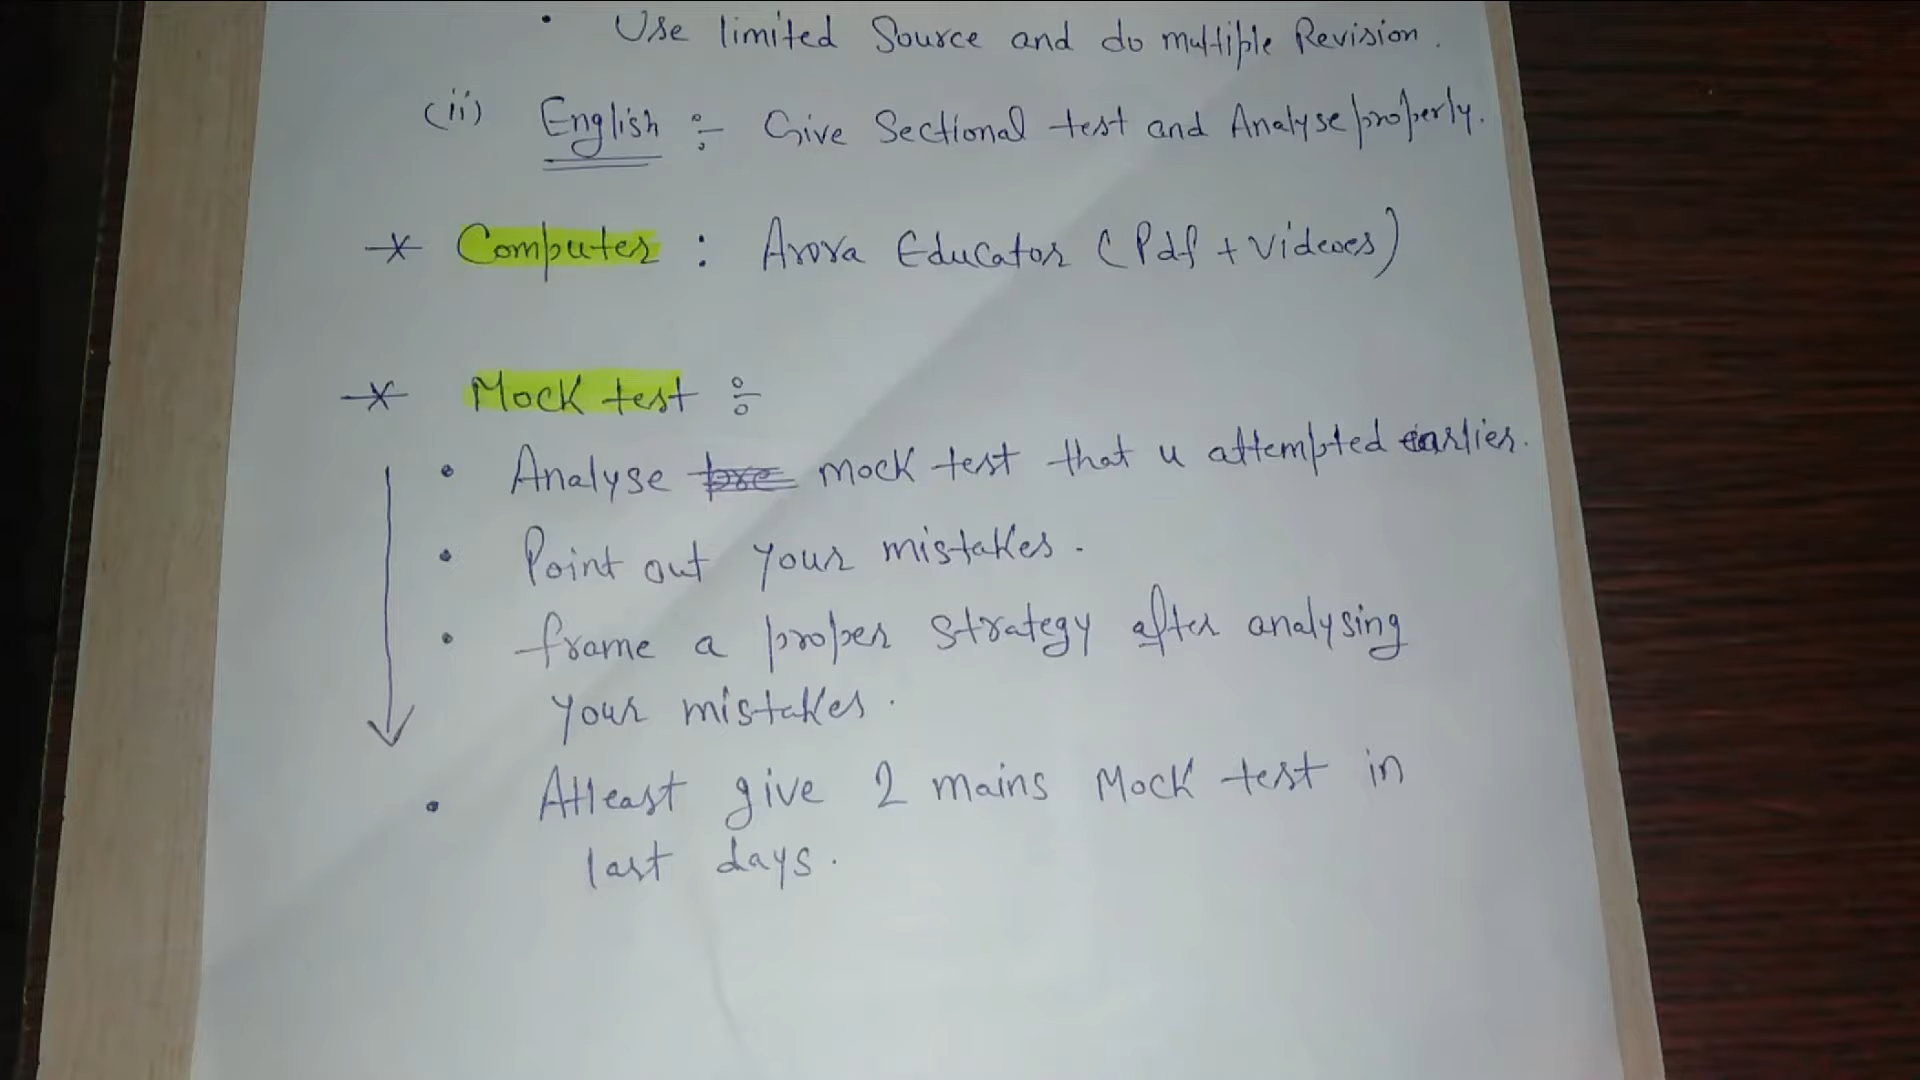 • Use limited Source and do multiple Revision.
(ii) English ÷ Give Sectional test and Analyse properly.
* Computer : Arora Educator (Pdf + videoes)
* Mock test ÷
• Analyse mock test that u attempted earlier.
• Point out your mistakes.
• frame a proper strategy after analysing
your mistakes.
• Atleast give 2 mains Mock test in
last days.